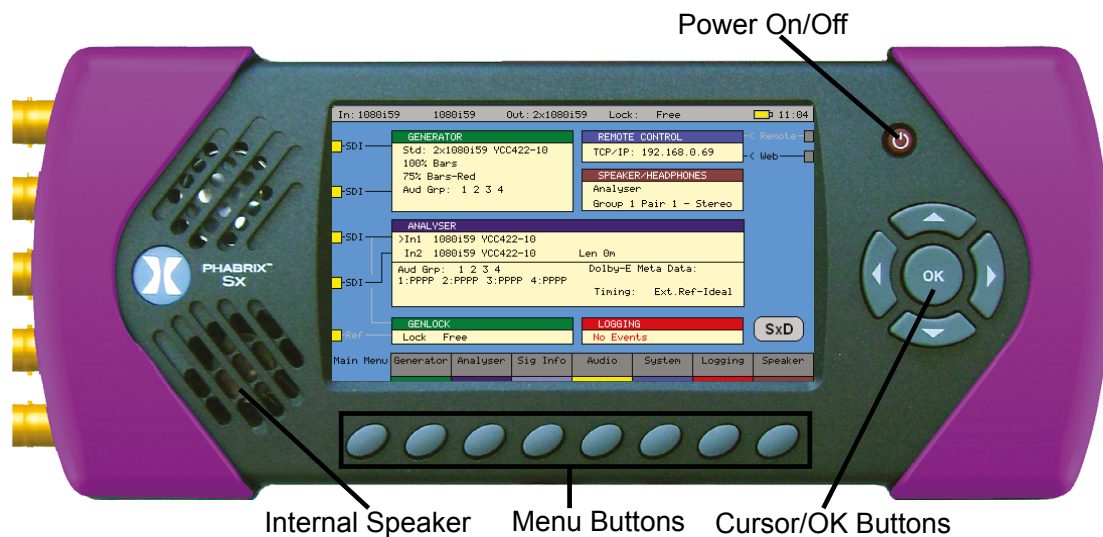 Power On/Off
In: 1080i59 1080i59 Out: 2x1080i59 Lock: Free 11:04
GENERATOR
Std: 2x1080i59 YCC422-10
100% Bars
75% Bars-Red
Aud Grp: 1 2 3 4
REMOTE CONTROL
TCP/IP: 192.168.0.69
< Remote
< Web
SPEAKER/HEADPHONES
Analyser
Group 1 Pair 1 - Stereo
SDI
SDI
SDI
SDI
Ref
ANALYSER
>In1 1080i59 YCC422-10
In2 1080i59 YCC422-10 Len 0m
Aud Grp: 1 2 3 4 Dolby-E Meta Data:
1:PPPP 2:PPPP 3:PPPP 4:PPPP
Timing: Ext.Ref-Ideal
GENLOCK
Lock Free
LOGGING
No Events
SxD
Main Menu Generator Analyser Sig Info Audio System Logging Speaker
PHABRIX™
SX
OK
Internal Speaker
Menu Buttons
Cursor/OK Buttons